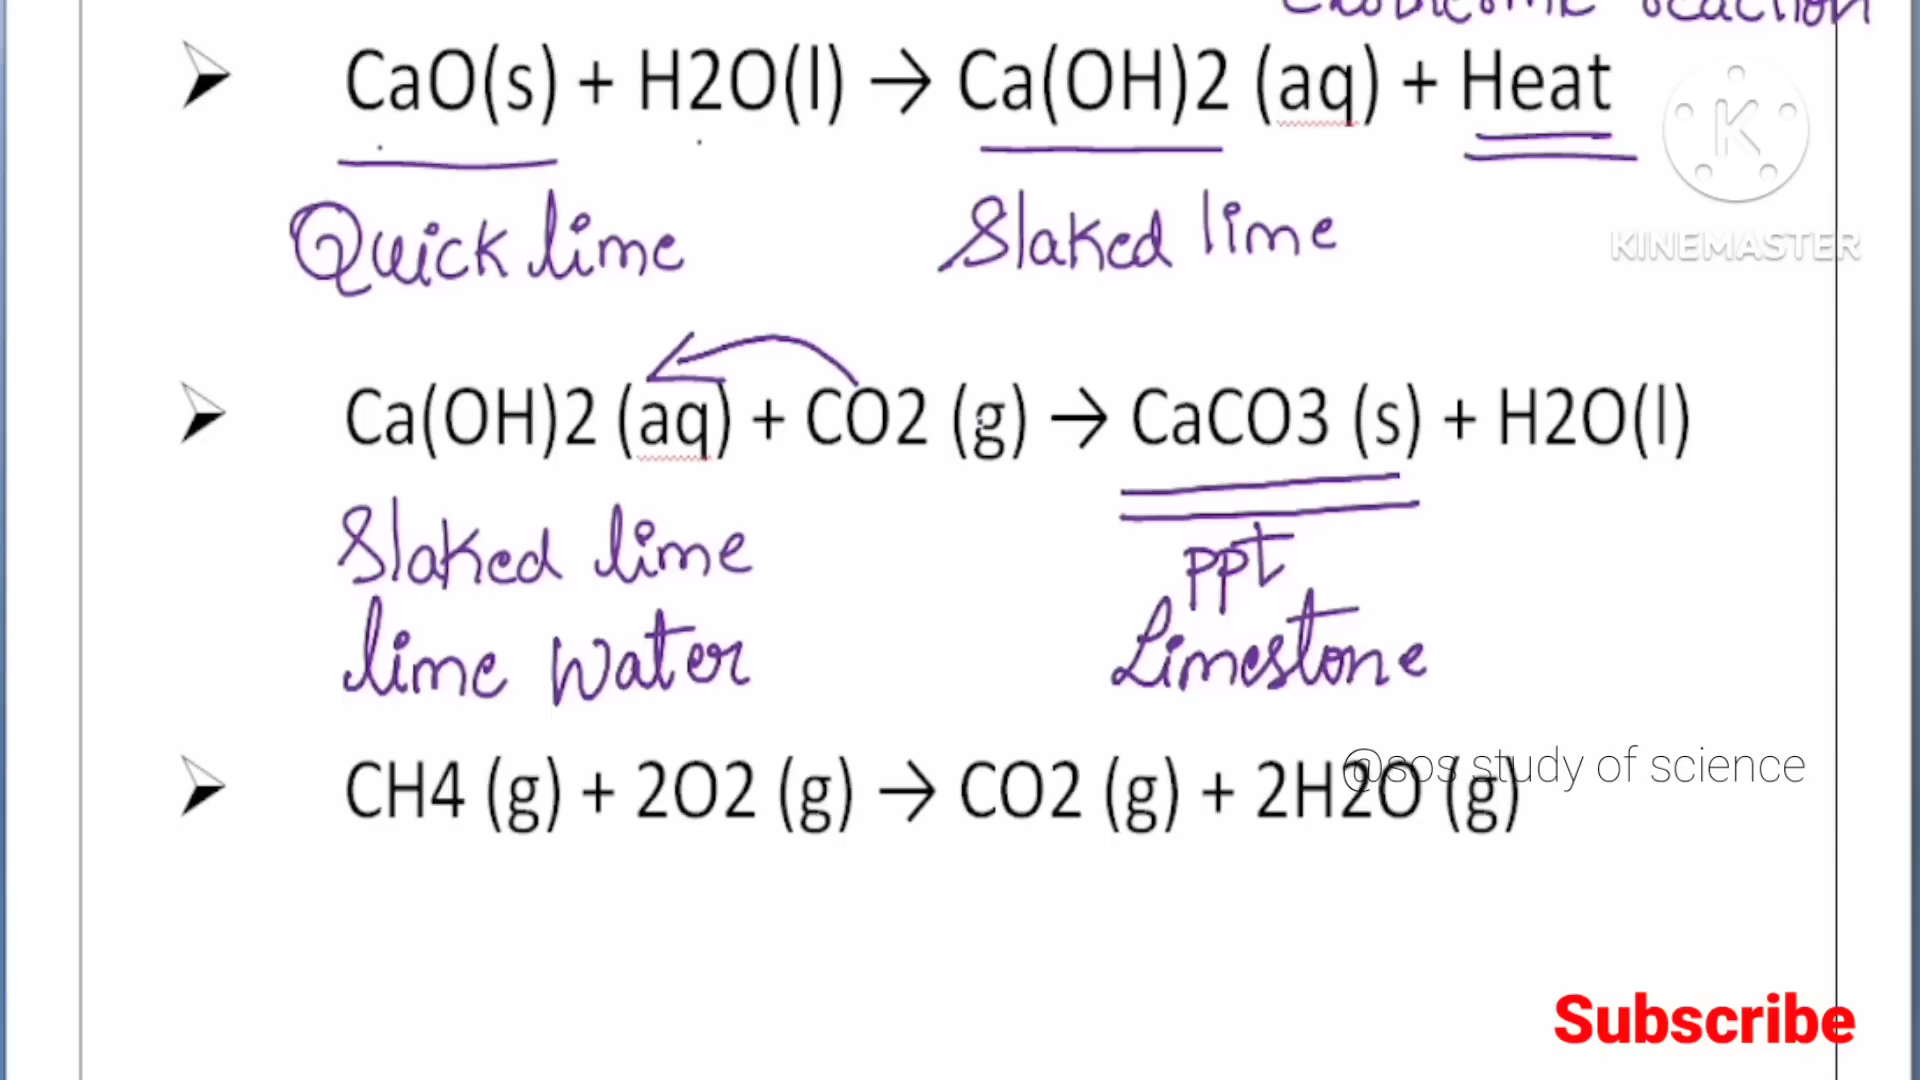 reaction
CaO(s) + H2O(l) → Ca(OH)2 (aq) + Heat
Quick lime
Slaked lime
KINEMASTER
Ca(OH)2 (aq) + CO2 (g) → CaCO3 (s) + H2O(l)
Slaked lime
ppt
lime water
Limestone
@sos study of science
CH4 (g) + 2O2 (g) → CO2 (g) + 2H2O (g)
Subscribe